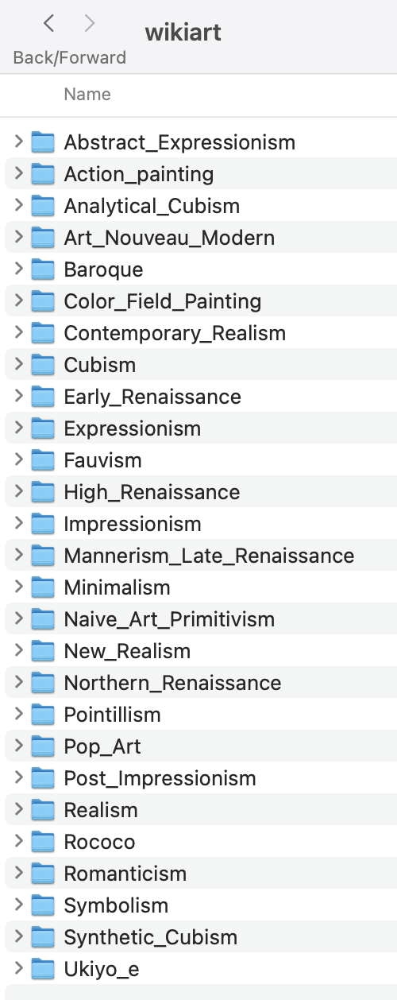 wikiart
Back/Forward
Name
Abstract_Expressionism
Action_painting
Analytical_Cubism
Art_Nouveau_Modern
Baroque
Color_Field_Painting
Contemporary_Realism
Cubism
Early_Renaissance
Expressionism
Fauvism
High_Renaissance
Impressionism
Mannerism_Late_Renaissance
Minimalism
Naive_Art_Primitivism
New_Realism
Northern_Renaissance
Pointillism
Pop_Art
Post_Impressionism
Realism
Rococo
Romanticism
Symbolism
Synthetic_Cubism
Ukiyo_e